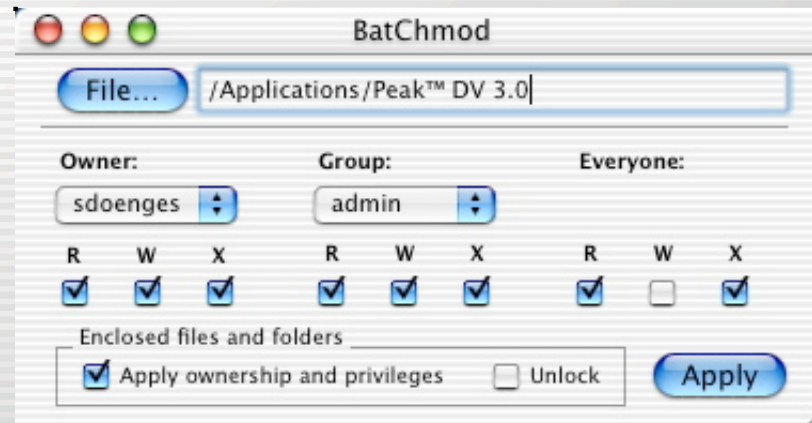 BatChmod
File... /Applications/Peak™ DV 3.0
Owner: Group: Everyone:
sdoenges admin
R W X R W X R W X
Enclosed files and folders
Apply ownership and privileges Unlock Apply